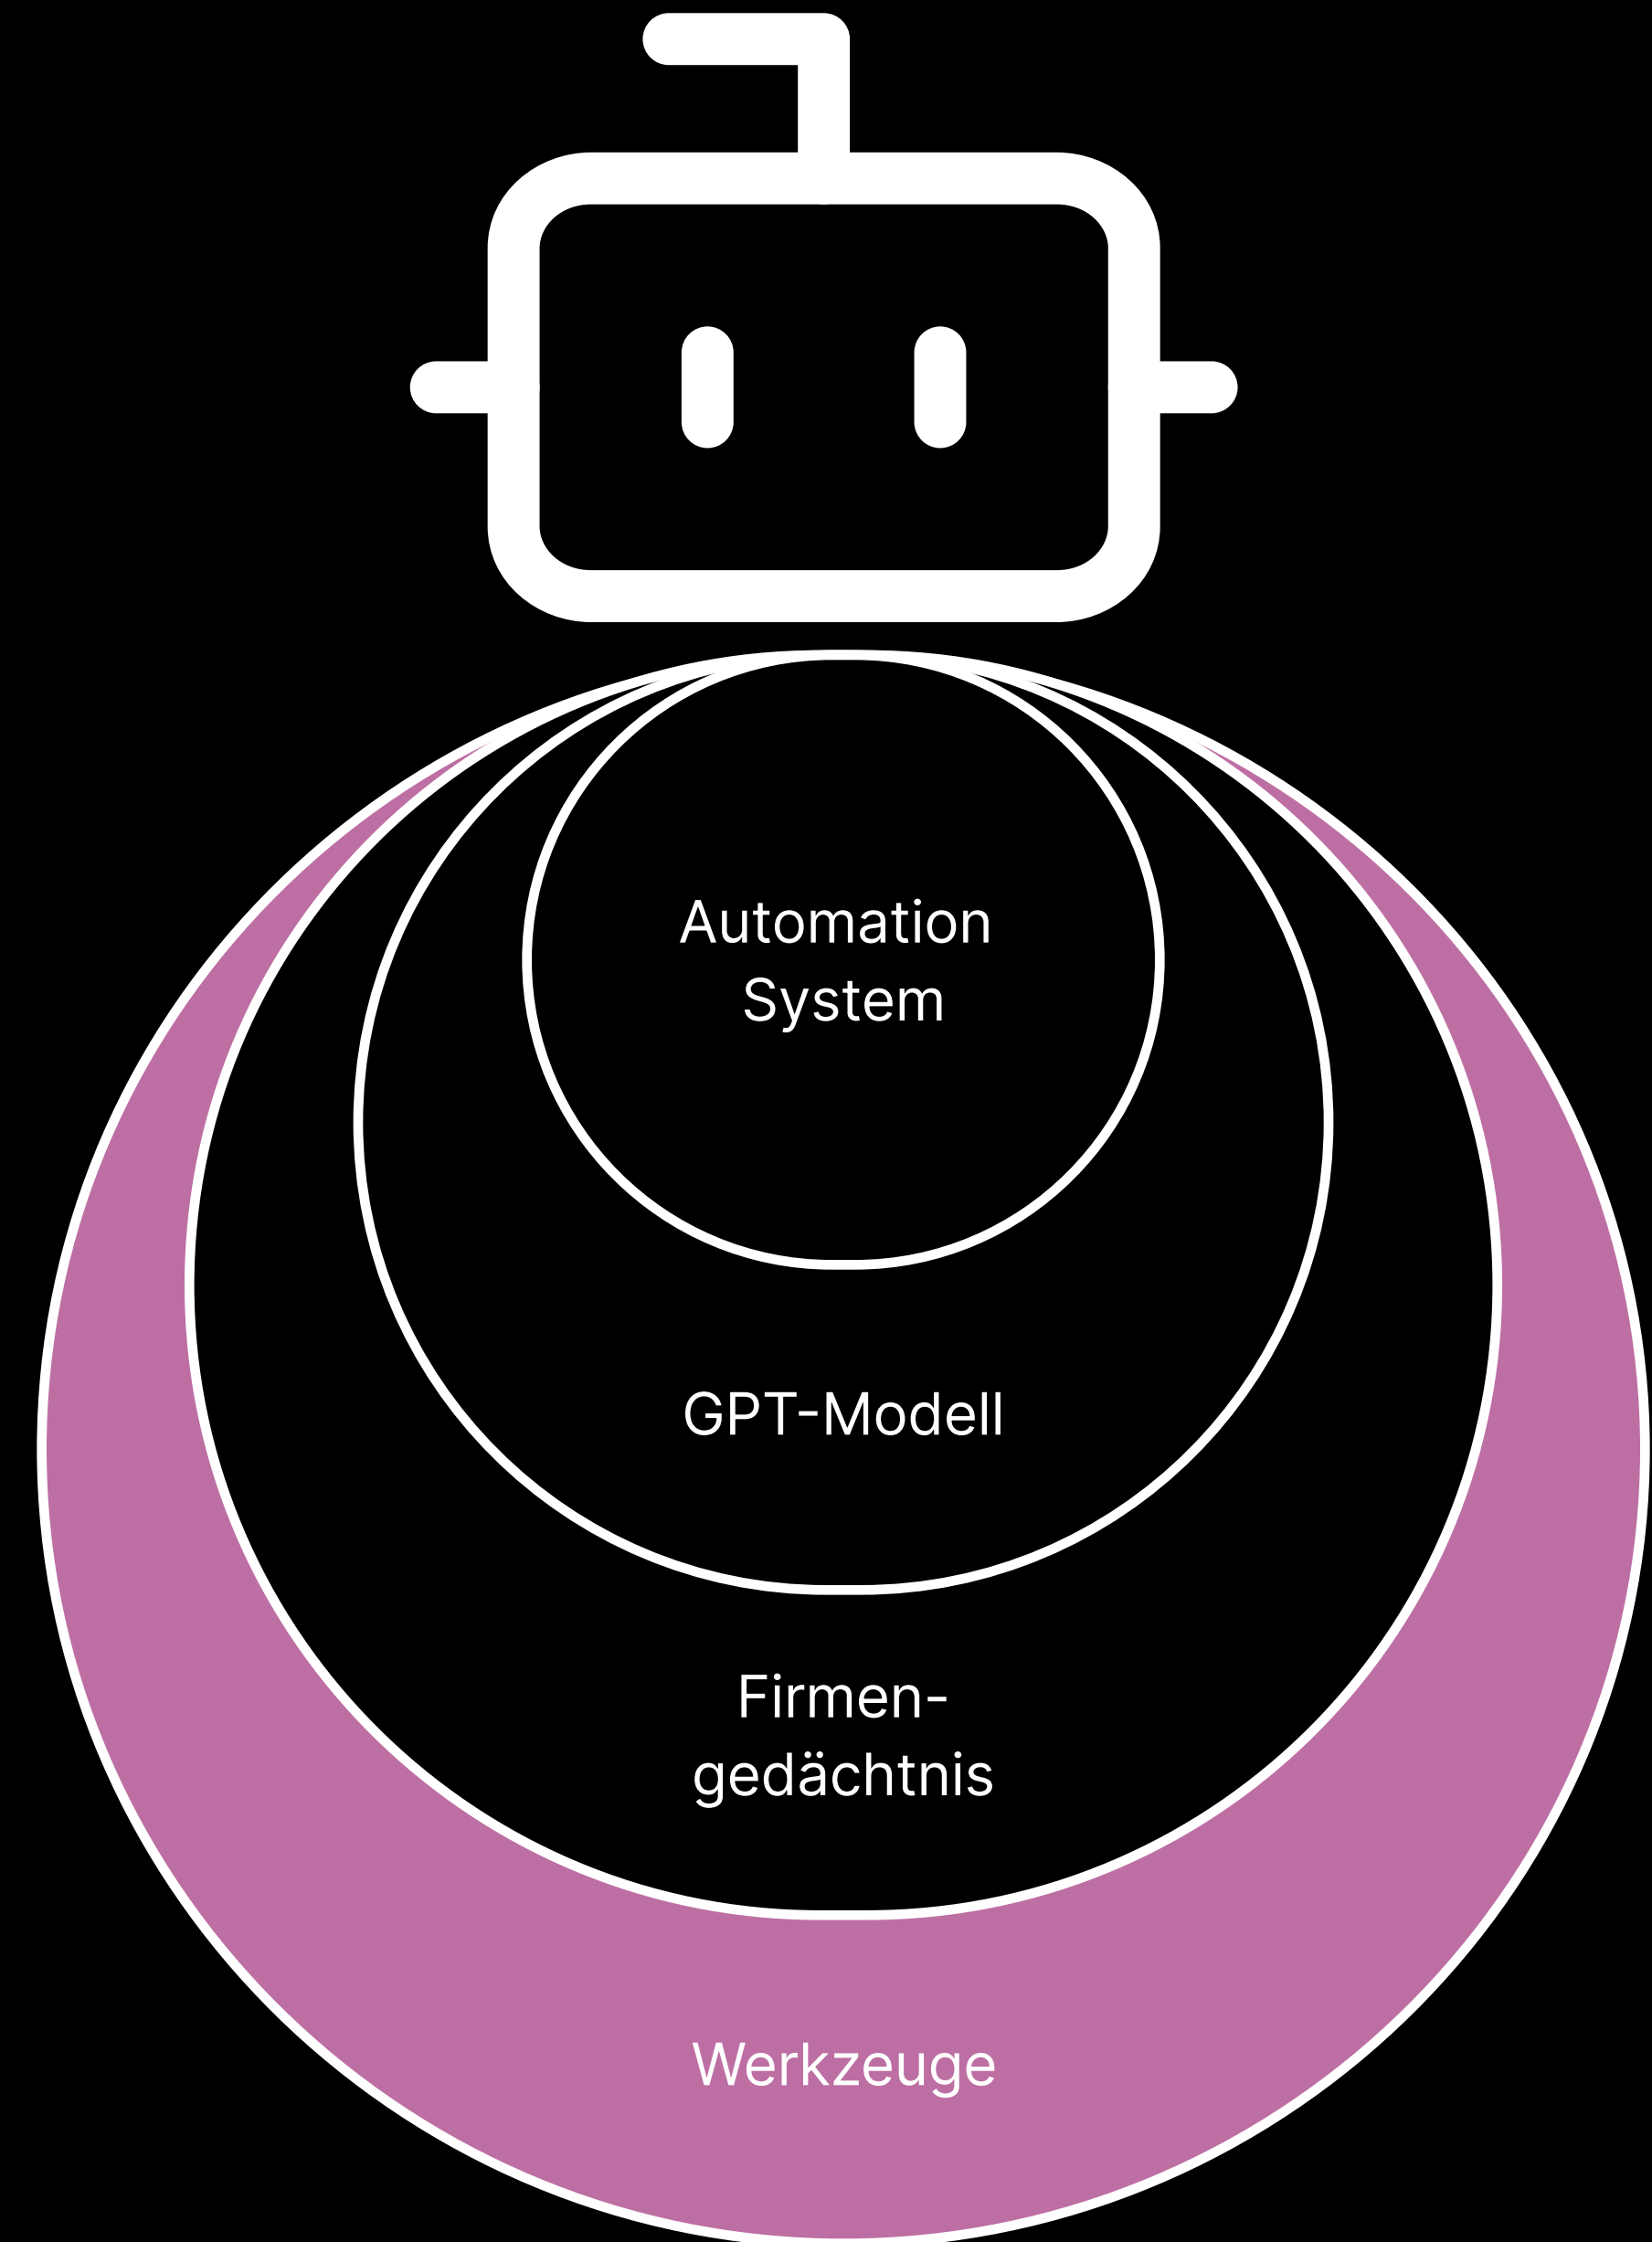 Automation
System
GPT-Modell
Firmen-
gedächtnis
Werkzeuge